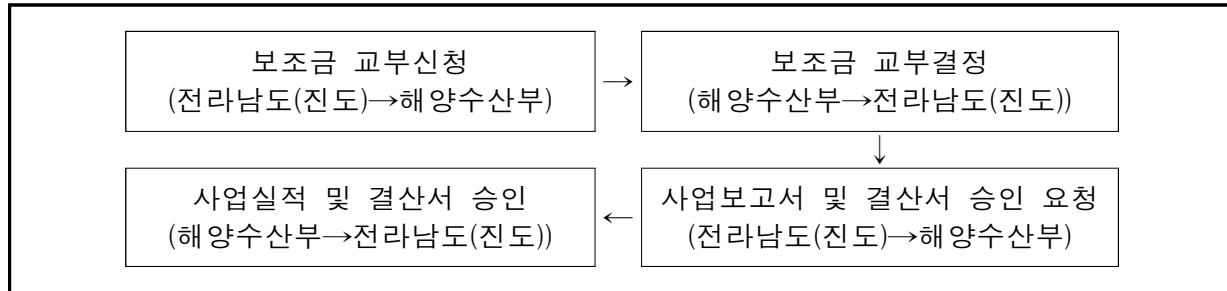 보조금 교부신청
(전라남도(진도)→해양수산부)
→
보조금 교부결정
(해양수산부→전라남도(진도))
↓
사업보고서 및 결산서 승인 요청
(전라남도(진도)→해양수산부)
←
사업실적 및 결산서 승인
(해양수산부→전라남도(진도))